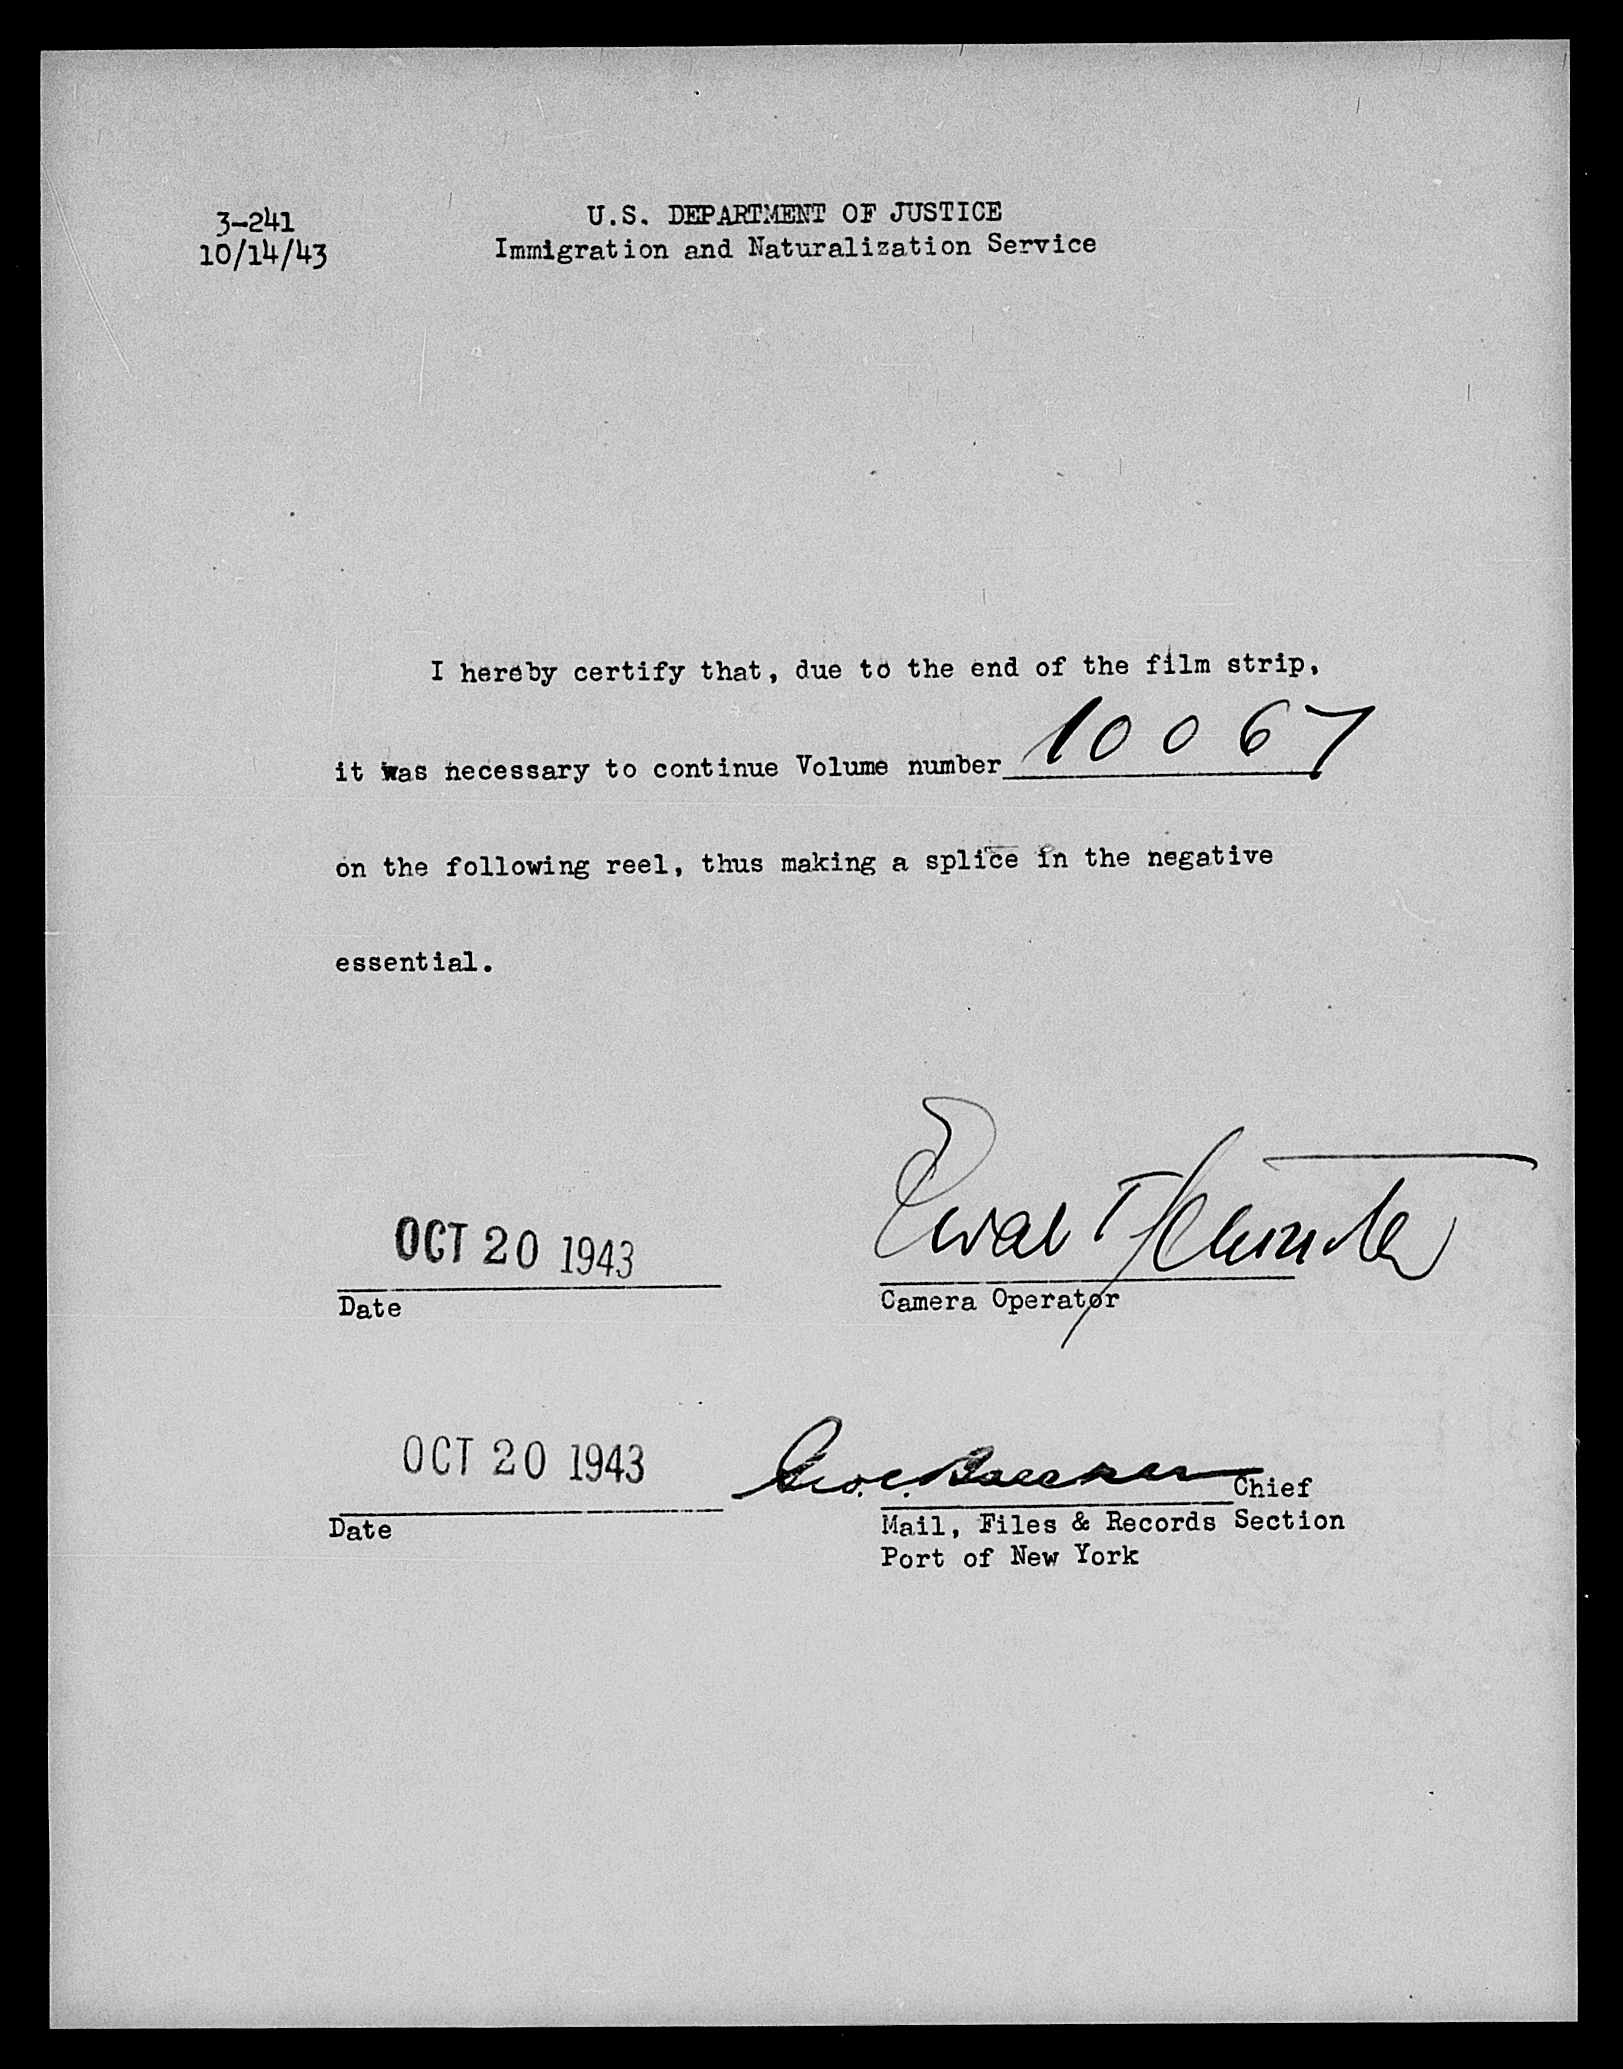 3-241
10/14/43
U.S. DEPARTMENT OF JUSTICE
Immigration and Naturalization Service
I hereby certify that, due to the end of the film strip,
it was necessary to continue Volume number 10067
on the following reel, thus making a splice in the negative
essential.
OCT 20 1943
Date
Camera Operator
OCT 20 1943
Date
Chief
Mail, Files & Records Section
Port of New York